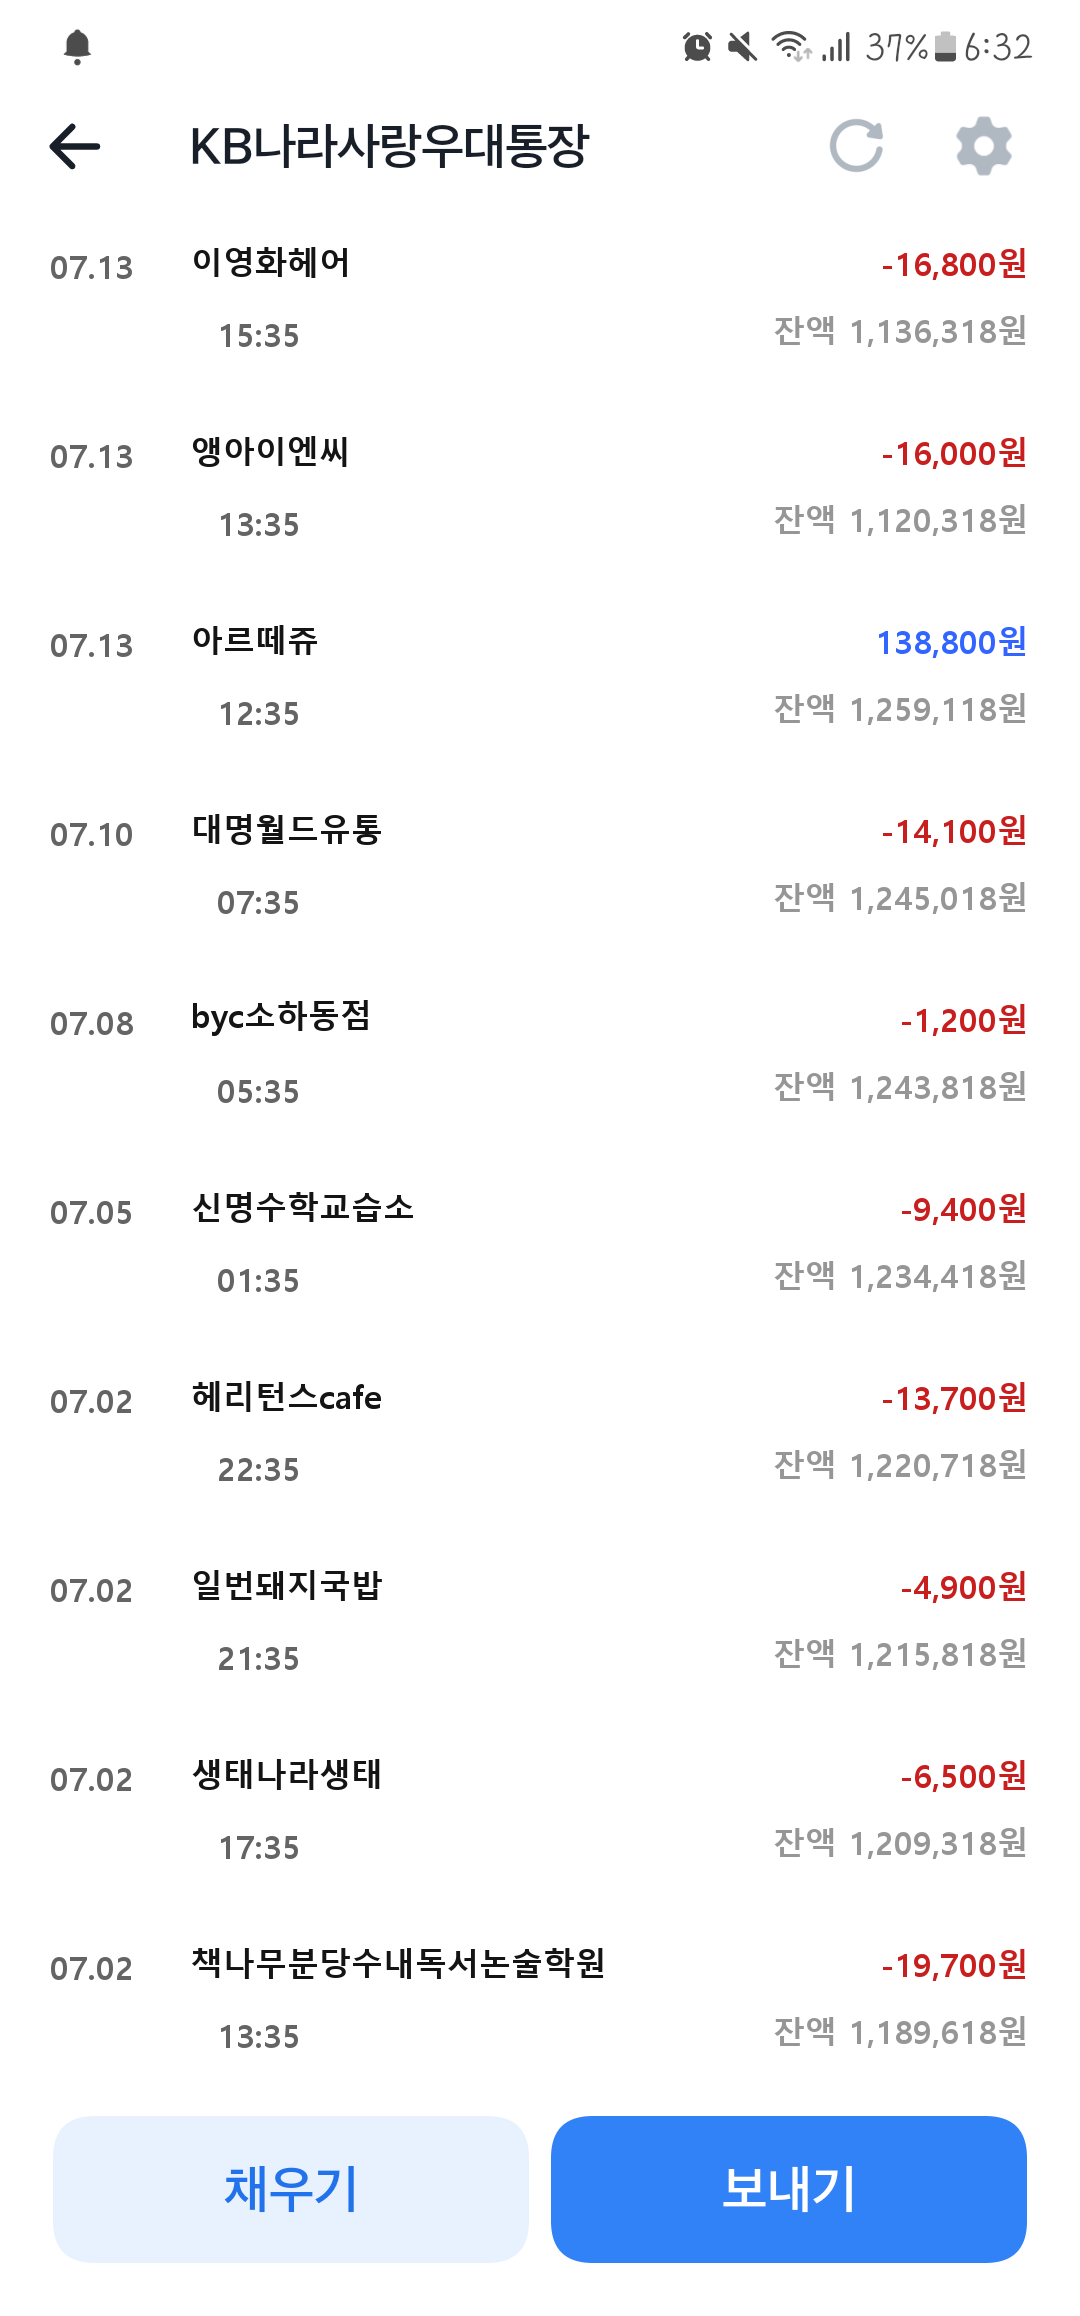 37% 6:32
KB나라사랑우대통장
07.13 이영화헤어 -16,800원
15:35 잔액 1,136,318원
07.13 앵아이엔씨 -16,000원
13:35 잔액 1,120,318원
07.13 아르떼쥬 138,800원
12:35 잔액 1,259,118원
07.10 대명월드유통 -14,100원
07:35 잔액 1,245,018원
07.08 byc소하동점 -1,200원
05:35 잔액 1,243,818원
07.05 신명수학교습소 -9,400원
01:35 잔액 1,234,418원
07.02 헤리턴스cafe -13,700원
22:35 잔액 1,220,718원
07.02 일번돼지국밥 -4,900원
21:35 잔액 1,215,818원
07.02 생태나라생태 -6,500원
17:35 잔액 1,209,318원
07.02 책나무분당수내독서논술학원 -19,700원
13:35 잔액 1,189,618원
채우기 보내기